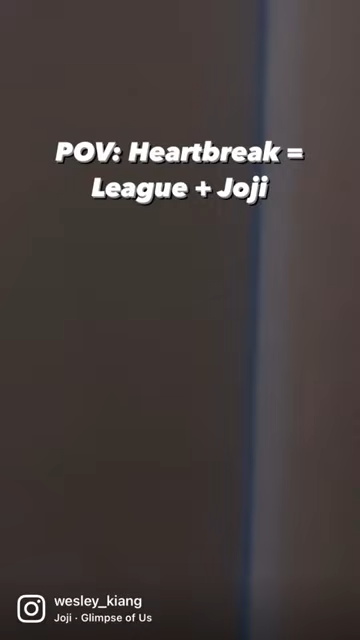 POV: Heartbreak =
League + Joji
wesley_kiang
Joji · Glimpse of Us